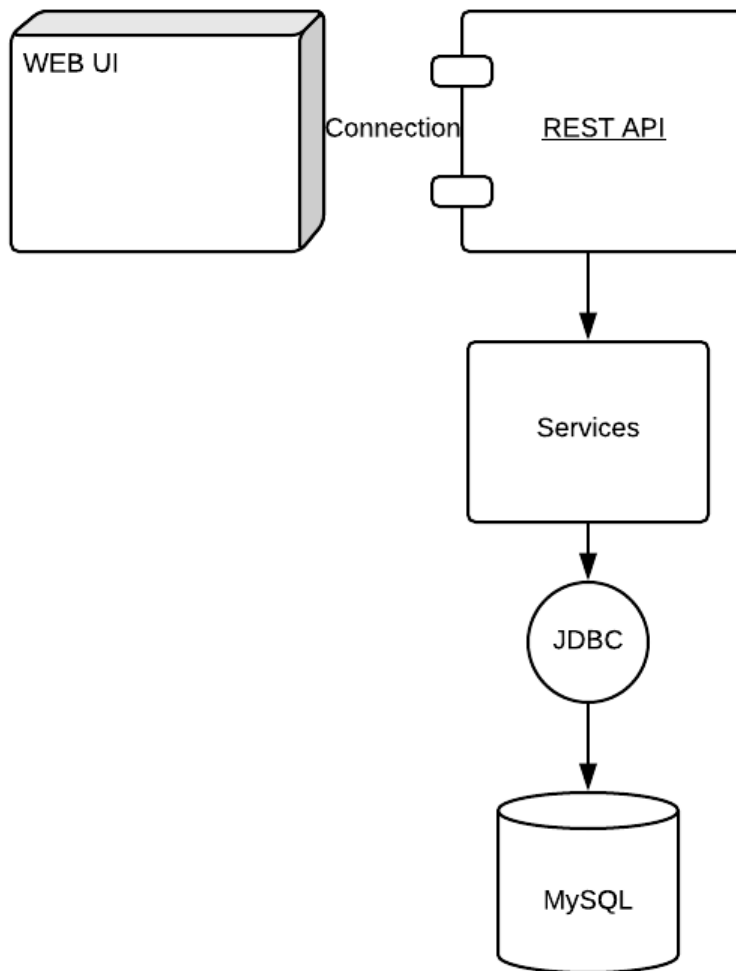 WEB UI
Connection
REST API
Services
JDBC
MySQL